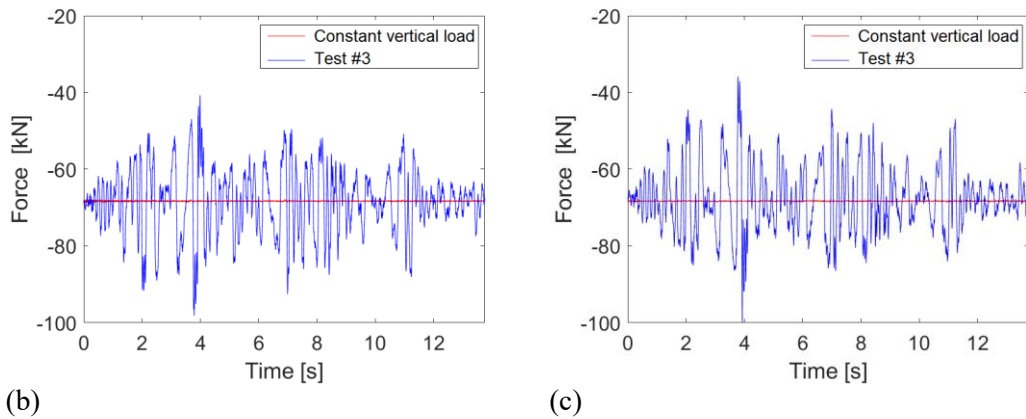 -20
Constant vertical load
Test #3
-40
-60
-80
-100
Force [kN]
0 2 4 6 8 10 12
Time [s]
(b)
-20
Constant vertical load
Test #3
-40
-60
-80
-100
Force [kN]
0 2 4 6 8 10 12
Time [s]
(c)